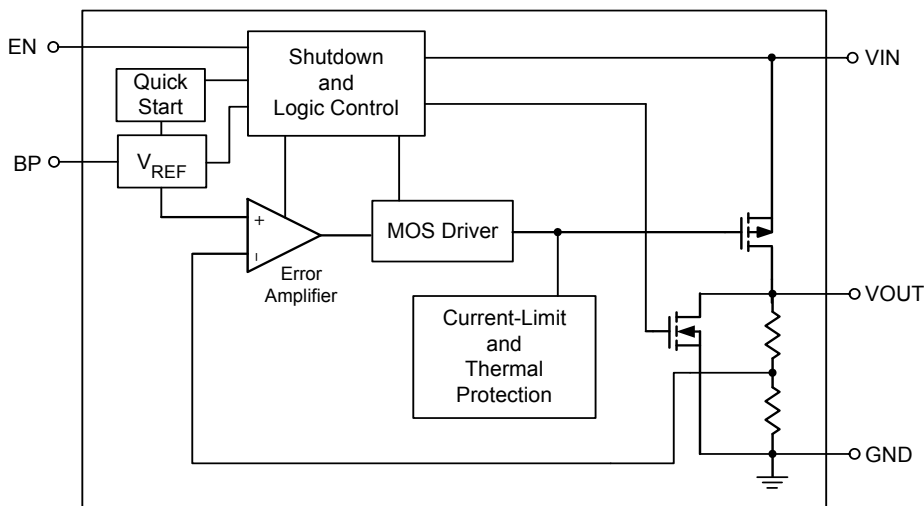 EN
Shutdown
and
Logic Control
VIN
Quick
Start
BP
VREF
+
-
Error
Amplifier
MOS Driver
Current-Limit
and
Thermal
Protection
VOUT
GND